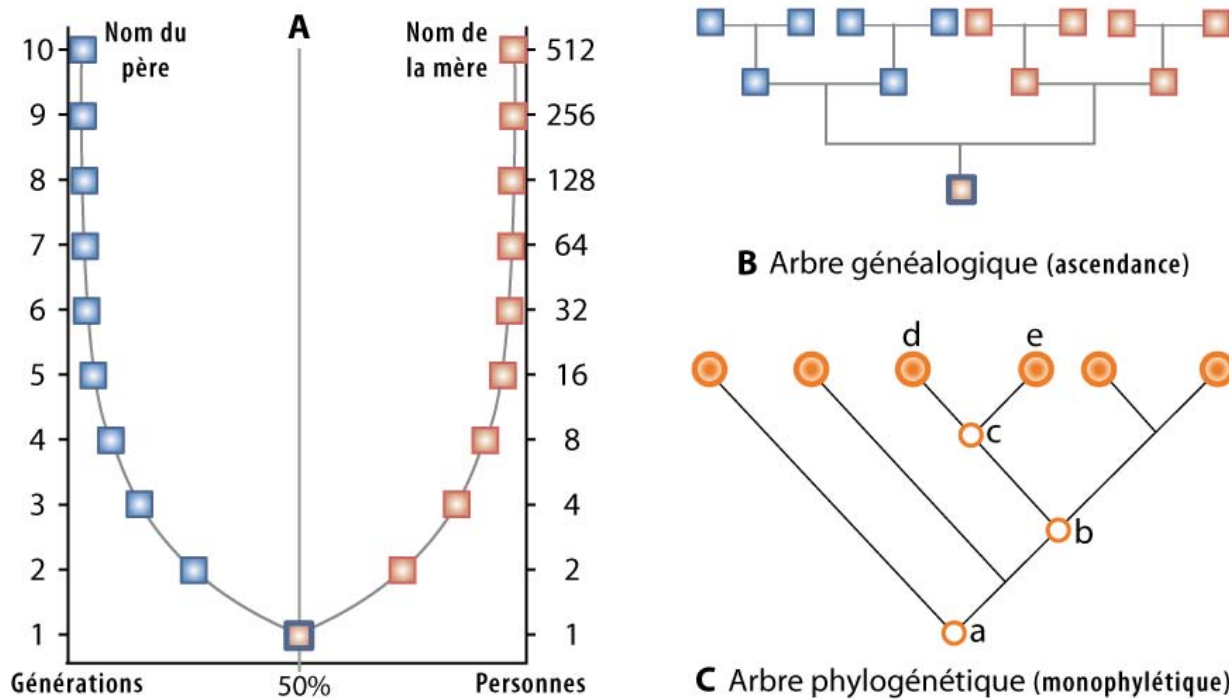 A
Nom du
père
Nom de
la mère
10
9
8
7
6
5
4
3
2
1
512
256
128
64
32
16
8
4
2
1
Générations
50%
Personnes
B Arbre généalogique (ascendance)
d
e
c
b
a
C Arbre phylogénétique (monophylétique)